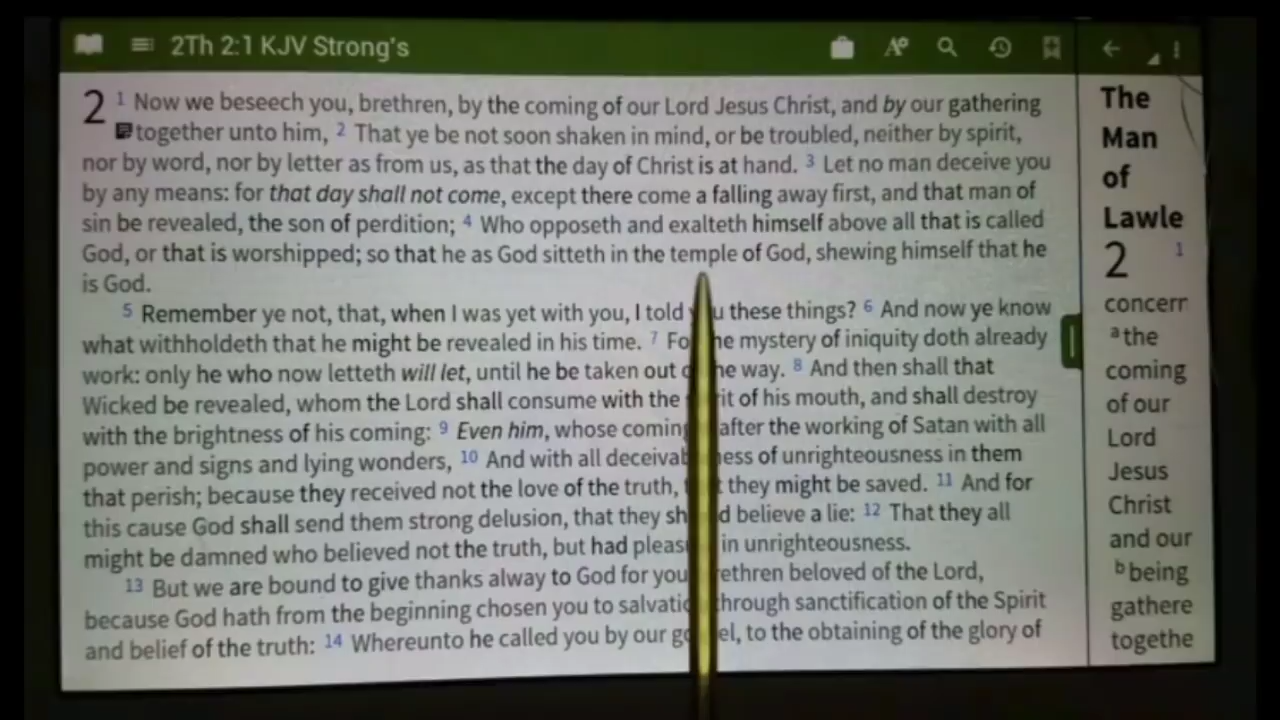 2Th 2:1 KJV Strong's
2 1 Now we beseech you, brethren, by the coming of our Lord Jesus Christ, and by our gathering
together unto him, 2 That ye be not soon shaken in mind, or be troubled, neither by spirit,
nor by word, nor by letter as from us, as that the day of Christ is at hand. 3 Let no man deceive you
by any means: for that day shall not come, except there come a falling away first, and that man of
sin be revealed, the son of perdition; 4 Who opposeth and exalteth himself above all that is called
God, or that is worshipped; so that he as God sitteth in the temple of God, shewing himself that he
is God.
5 Remember ye not, that, when I was yet with you, I told these things? 6 And now ye know
what withholdeth that he might be revealed in his time. 7 mystery of iniquity doth already
work: only he who now letteth will let, until he be taken out way. 8 And then shall that
Wicked be revealed, whom the Lord shall consume with the of his mouth, and shall destroy
with the brightness of his coming: 9 Even him, whose coming after the working of Satan with all
power and signs and lying wonders, 10 And with all of unrighteousness in them
that perish; because they received not the love of the truth, they might be saved. 11 And for
this cause God shall send them strong delusion, that they believe a lie: 12 That they all
might be damned who believed not the truth, but had in unrighteousness.
13 But we are bound to give thanks alway to God for you beloved of the Lord,
because God hath from the beginning chosen you to through sanctification of the Spirit
and belief of the truth: 14 Whereunto he called you by our to the obtaining of the glory of
The
Man
of
Lawle
2 1
concerr
a the
coming
of our
Lord
Jesus
Christ
and our
b being
gathere
togethe